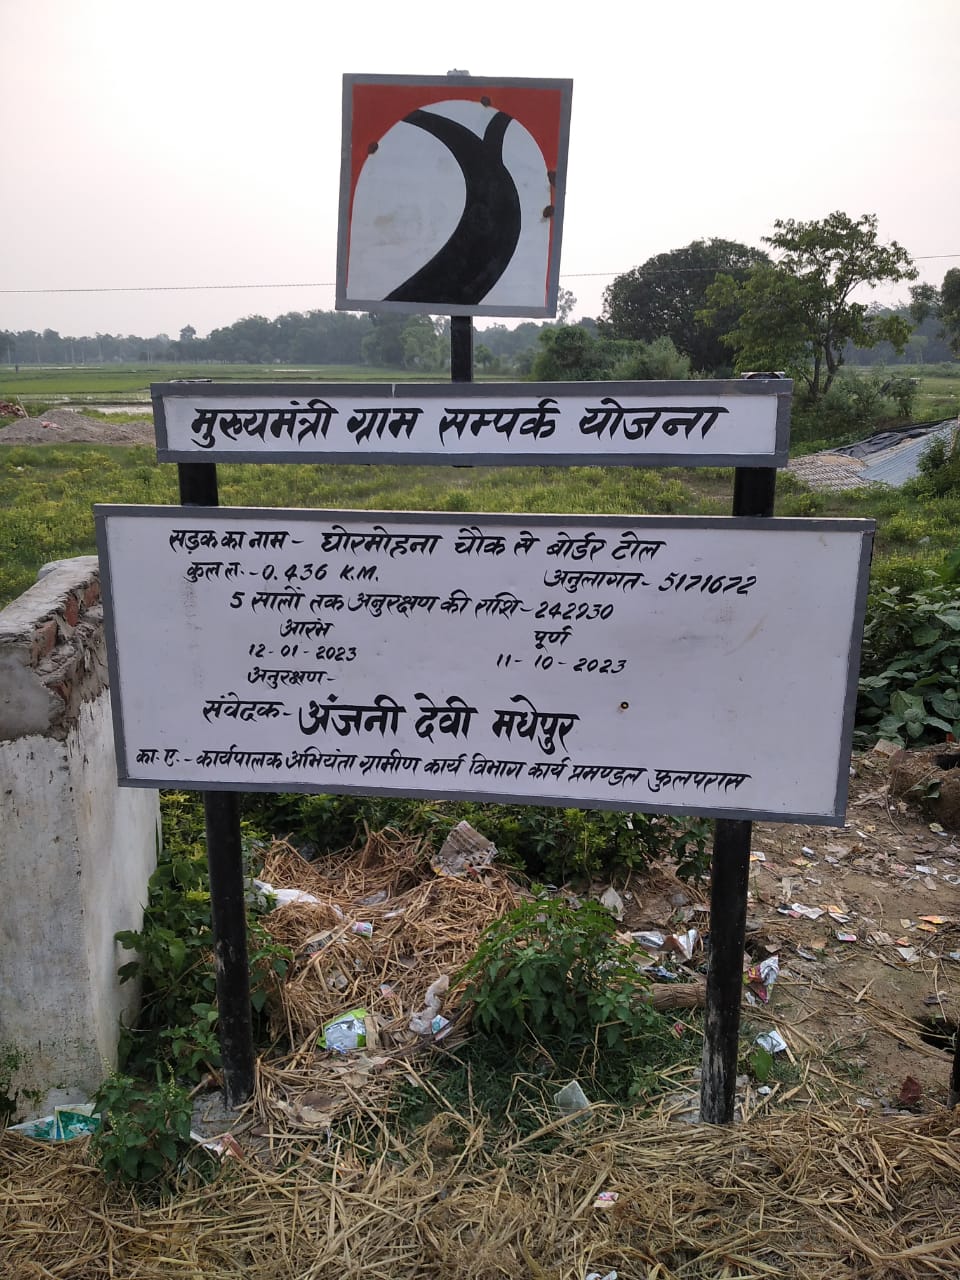 मुख्यमंत्री ग्राम सम्पर्क योजना
सड़क का नाम - घोरमोहना चौक से बोर्डर टोल
कुल ल. - 0.436 K.M. अनुलागत - 5171672
5 सालों तक अनुरक्षण की राशि - 242930
आरंभ पूर्ण
12-01-2023 11-10-2023
अनुरक्षण -
संवेदक - अंजनी देवी मधेपुर
का. ए. - कार्यपालक अभियंता ग्रामीण कार्य विभाग कार्य प्रमण्डल फुलपरास